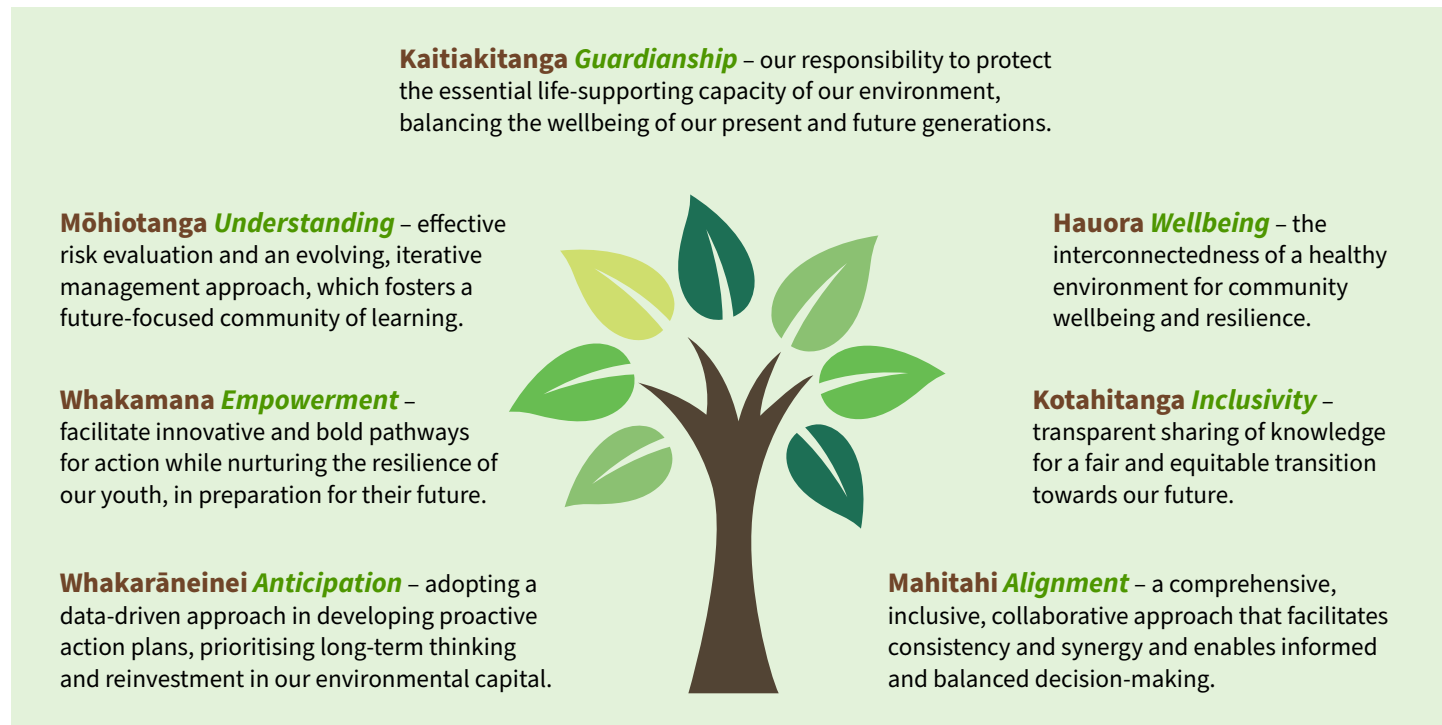 Kaitiakitanga Guardianship – our responsibility to protect
the essential life-supporting capacity of our environment,
balancing the wellbeing of our present and future generations.
Mōhiotanga Understanding – effective
risk evaluation and an evolving, iterative
management approach, which fosters a
future-focused community of learning.
Hauora Wellbeing – the
interconnectedness of a healthy
environment for community
wellbeing and resilience.
Whakamana Empowerment –
facilitate innovative and bold pathways
for action while nurturing the resilience of
our youth, in preparation for their future.
Kotahitanga Inclusivity –
transparent sharing of knowledge
for a fair and equitable transition
towards our future.
Whakarāneinei Anticipation – adopting a
data-driven approach in developing proactive
action plans, prioritising long-term thinking
and reinvestment in our environmental capital.
Mahitahi Alignment – a comprehensive,
inclusive, collaborative approach that facilitates
consistency and synergy and enables informed
and balanced decision-making.